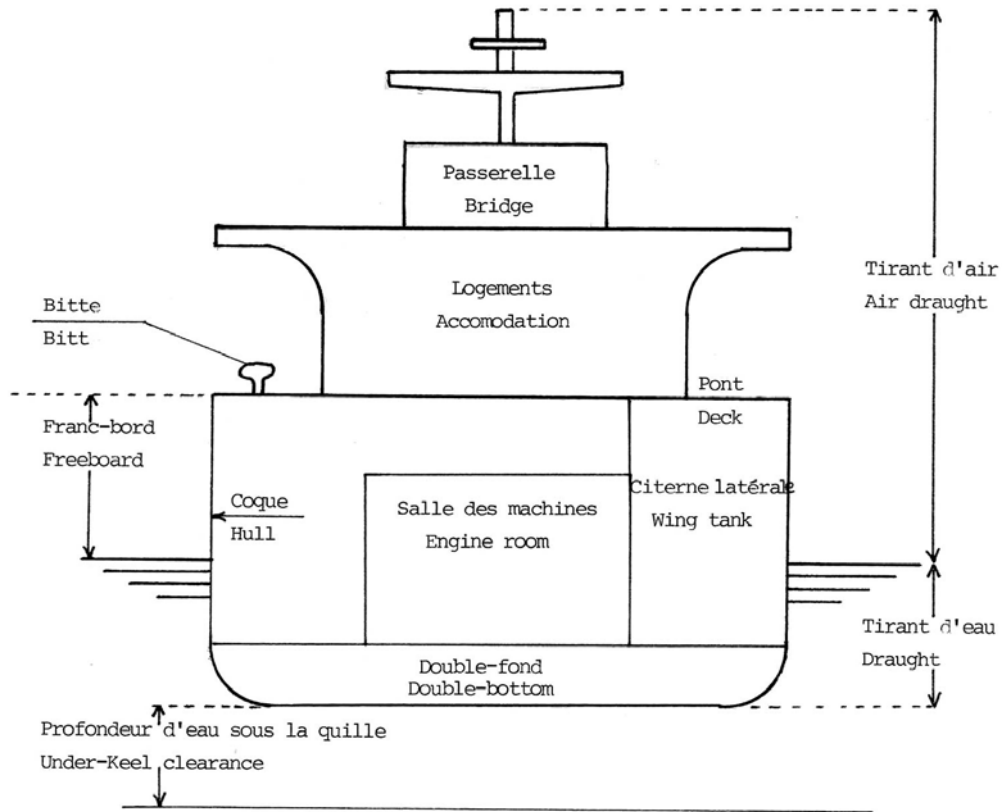 Passerelle
Bridge
Tirant d'air
Air draught
Logements
Accomodation
Bitte
Bitt
Pont
Deck
Franc-bord
Freeboard
Coque
Hull
Salle des machines
Engine room
Citerne latérale
Wing tank
Tirant d'eau
Draught
Double-fond
Double-bottom
Profondeur d'eau sous la quille
Under-Keel clearance